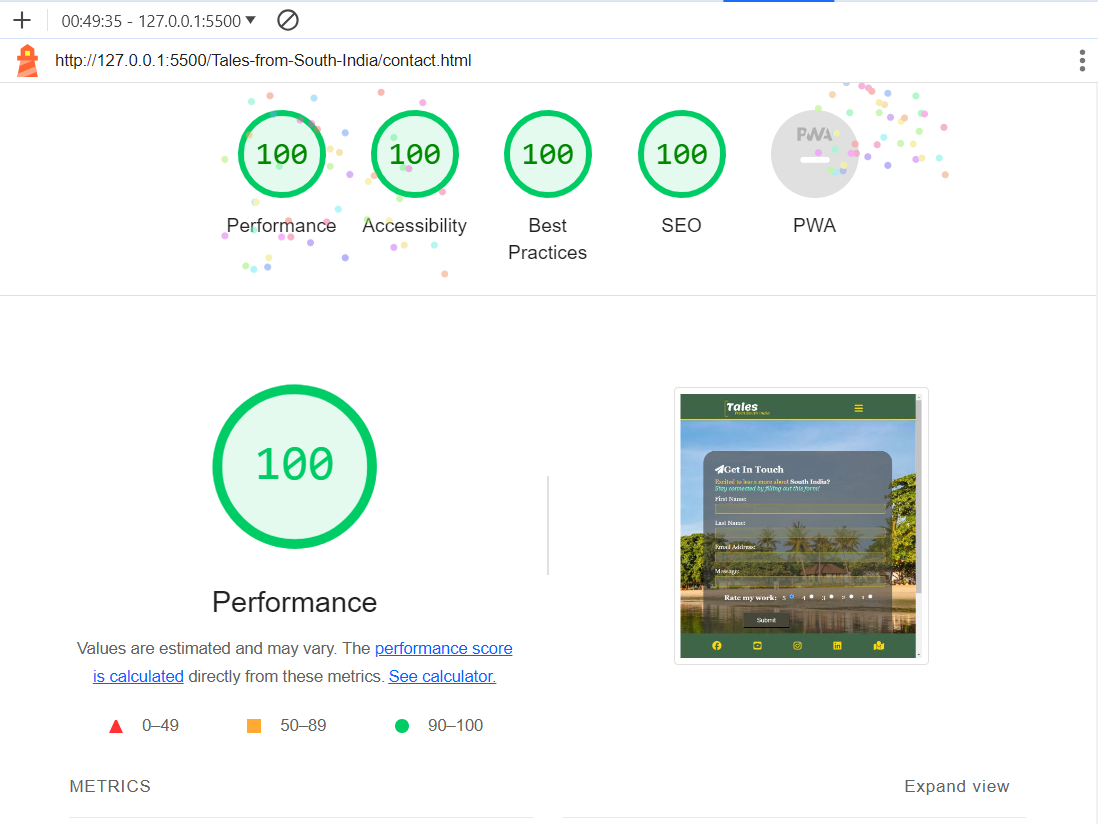 00:49:35 - 127.0.0.1:5500
http://127.0.0.1:5500/Tales-from-South-India/contact.html
100 100 100 100 PWA
Performance Accessibility Best Practices SEO PWA
100
Performance
Values are estimated and may vary. The performance score
is calculated directly from these metrics. See calculator.
0–49 50–89 90–100
Tales
FROM SOUTH INDIA
Get In Touch
Excited to learn more about South India?
Stay connected by filling out this form!
First Name:
Last Name:
Email Address:
Message:
Rate my work: 5 4 3 2 1
Submit
METRICS Expand view